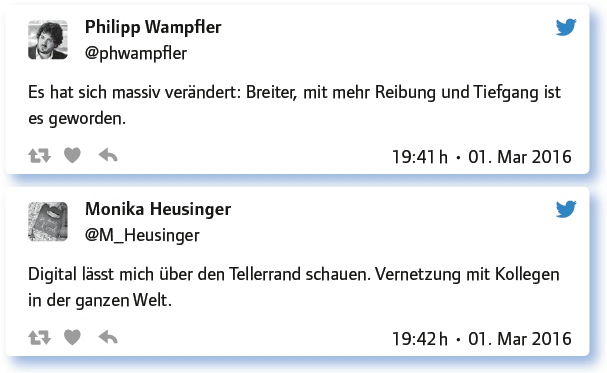 Philipp Wampfler
@phwampfler
Es hat sich massiv verändert: Breiter, mit mehr Reibung und Tiefgang ist
es geworden.
19:41 h • 01. Mar 2016
Monika Heusinger
@M_Heusinger
Digital lässt mich über den Tellerrand schauen. Vernetzung mit Kollegen
in der ganzen Welt.
19:42 h • 01. Mar 2016